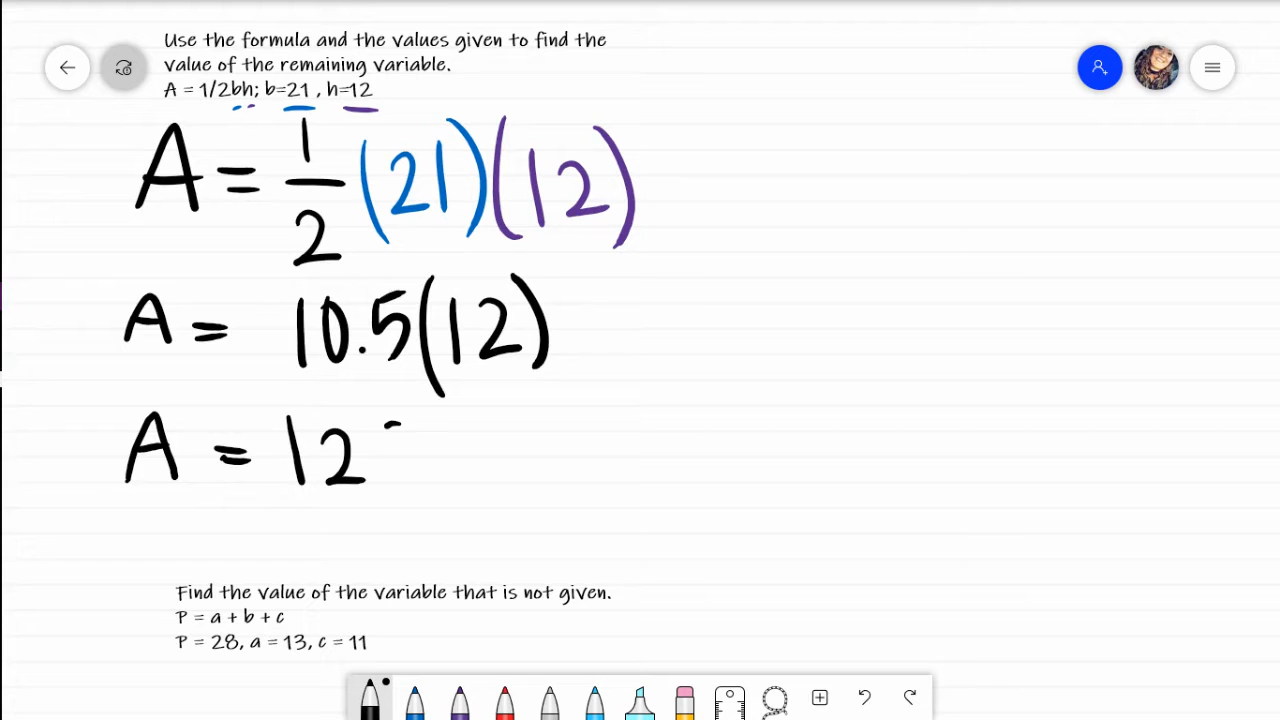 Use the formula and the values given to find the
value of the remaining variable.
A = 1/2bh; b=21 , h=12
A = 1/2 (21)(12)
A = 10.5(12)
A = 12
Find the value of the variable that is not given.
P = a + b + c
P = 28, a = 13, c = 11